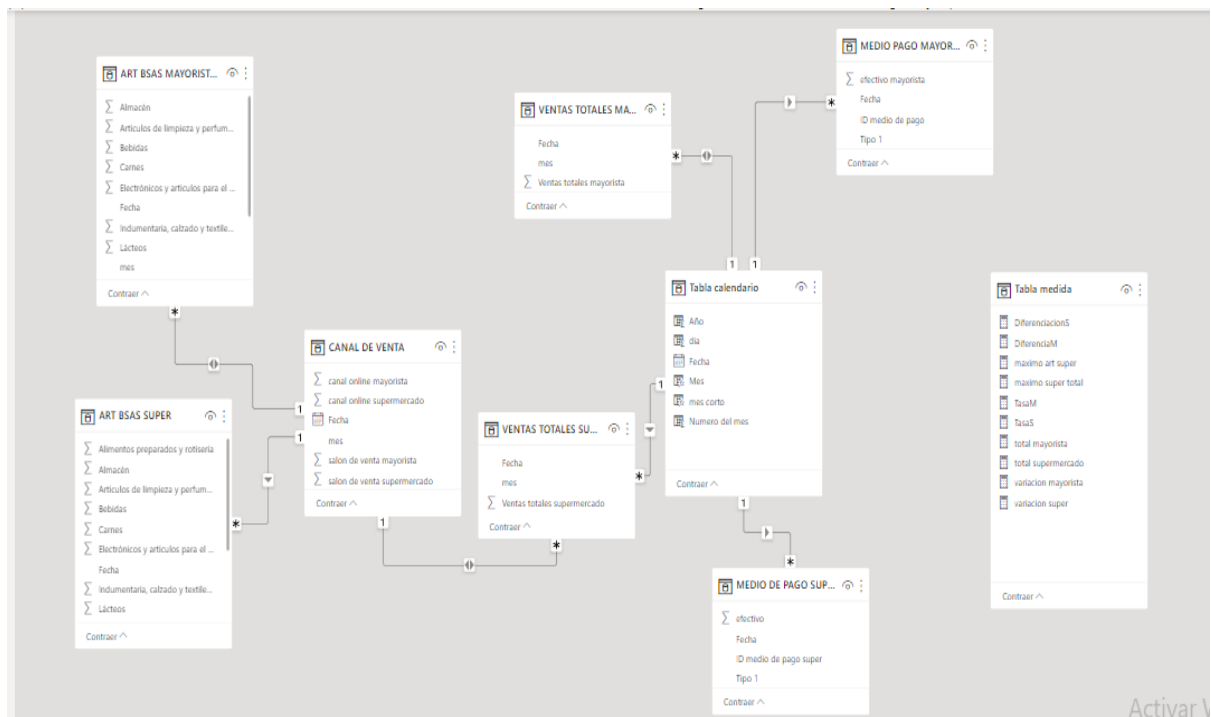 ART BSAS MAYORIST...
Almacén
Artículos de limpieza y perfum...
Bebidas
Carnes
Electrónicos y artículos para el ...
Fecha
Indumentaria, calzado y textile...
Lácteos
mes
Contraer
ART BSAS SUPER
Alimentos preparados y rotisería
Almacén
Artículos de limpieza y perfum...
Bebidas
Carnes
Electrónicos y artículos para el ...
Fecha
Indumentaria, calzado y textile...
Lácteos
Contraer
CANAL DE VENTA
canal online mayorista
canal online supermercado
Fecha
mes
salon de venta mayorista
salon de venta supermercado
Contraer
VENTAS TOTALES MA...
Fecha
mes
Ventas totales mayorista
Contraer
VENTAS TOTALES SU...
Fecha
mes
Ventas totales supermercado
Contraer
MEDIO PAGO MAYOR...
efectivo mayorista
Fecha
ID medio de pago
Tipo 1
Contraer
Tabla calendario
Año
dia
Fecha
Mes
mes corto
Numero del mes
Contraer
MEDIO DE PAGO SUP...
efectivo
Fecha
ID medio de pago super
Tipo 1
Contraer
Tabla medida
DiferenciacionS
DiferenciaM
maximo art super
maximo super total
TasaM
TasaS
total mayorista
total supermercado
variacion mayorista
variacion super
Contraer
1
*
1
*
1
*
1
*
1
*
1
*
1
*
Activar